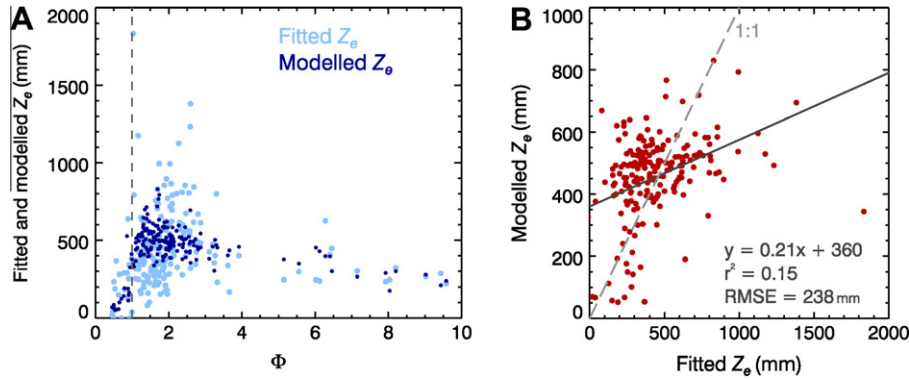 A
Fitted and modelled Zₑ (mm)
2000
1500
1000
500
0
Fitted Zₑ
Modelled Zₑ
0 2 4 6 8 10
Φ
B
Modelled Zₑ (mm)
1000
800
600
400
200
0
1:1
y = 0.21x + 360
r² = 0.15
RMSE = 238 mm
0 500 1000 1500 2000
Fitted Zₑ (mm)